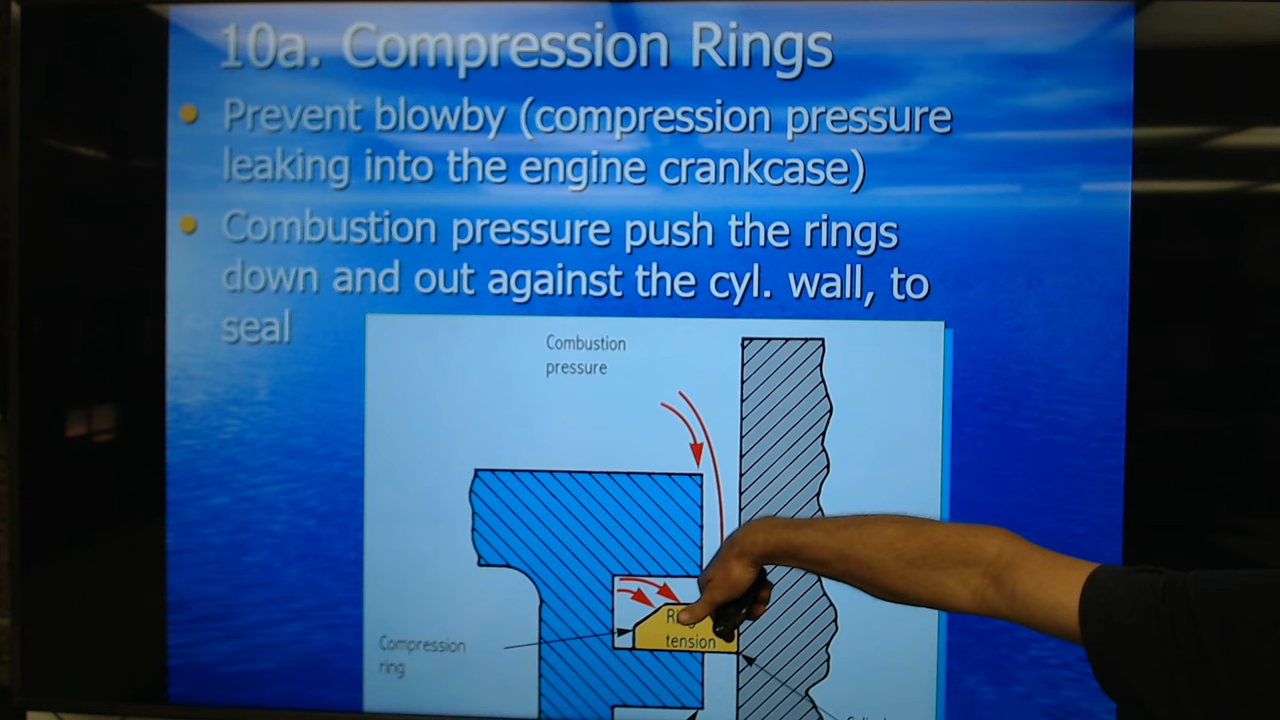 10a. Compression Rings
Prevent blowby (compression pressure
leaking into the engine crankcase)
Combustion pressure push the rings
down and out against the cyl. wall, to
seal
Combustion
pressure
tension
Compression
ring